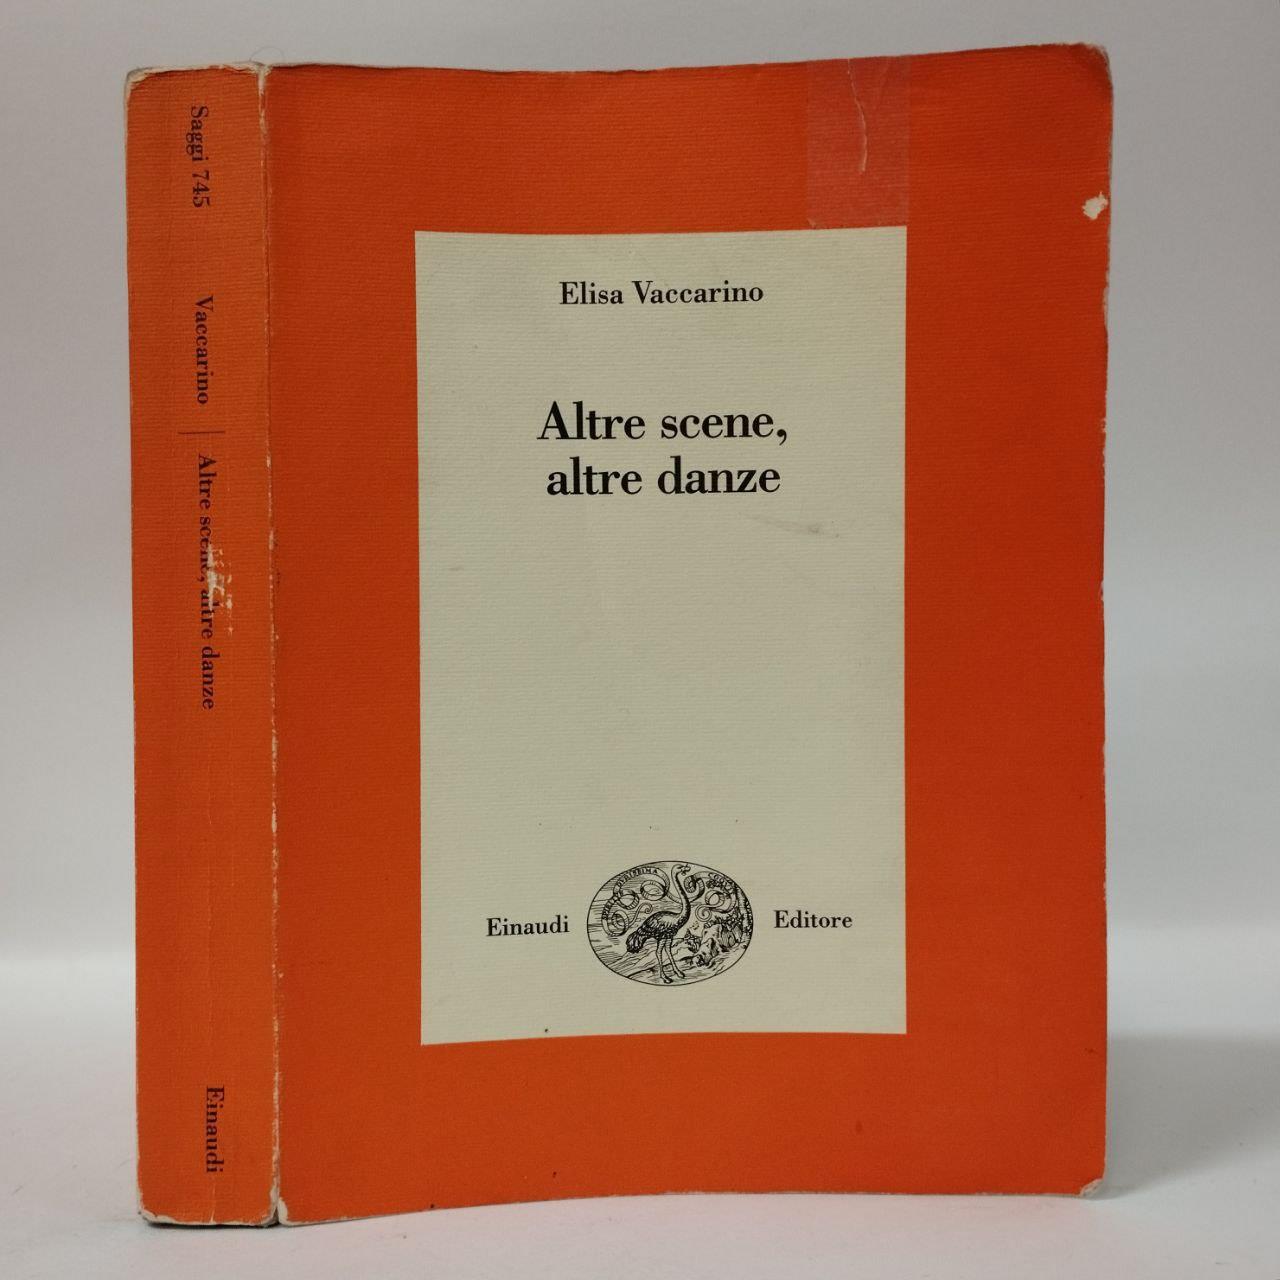 Saggi 745
Vaccarino
Altre scene, altre danze
Einaudi
Elisa Vaccarino
Altre scene,
altre danze
Einaudi
Editore